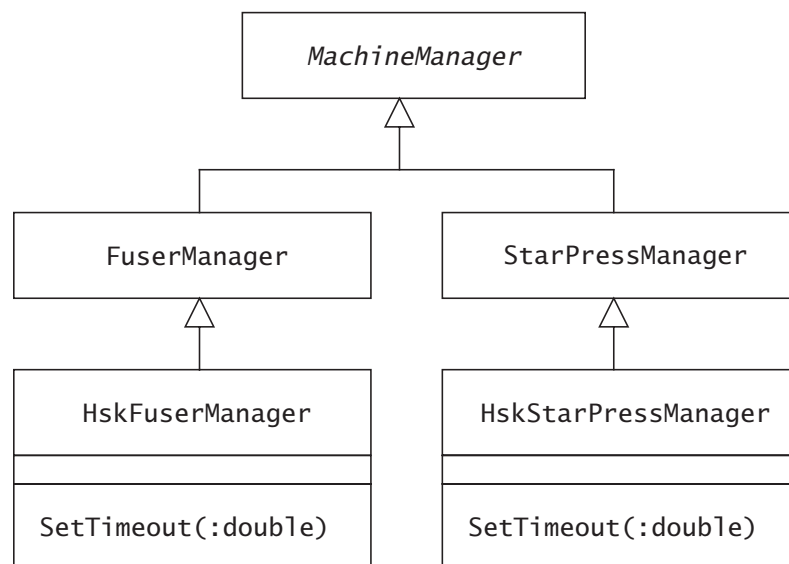 MachineManager
FuserManager
StarPressManager
HskFuserManager
HskStarPressManager
SetTimeout(:double)
SetTimeout(:double)